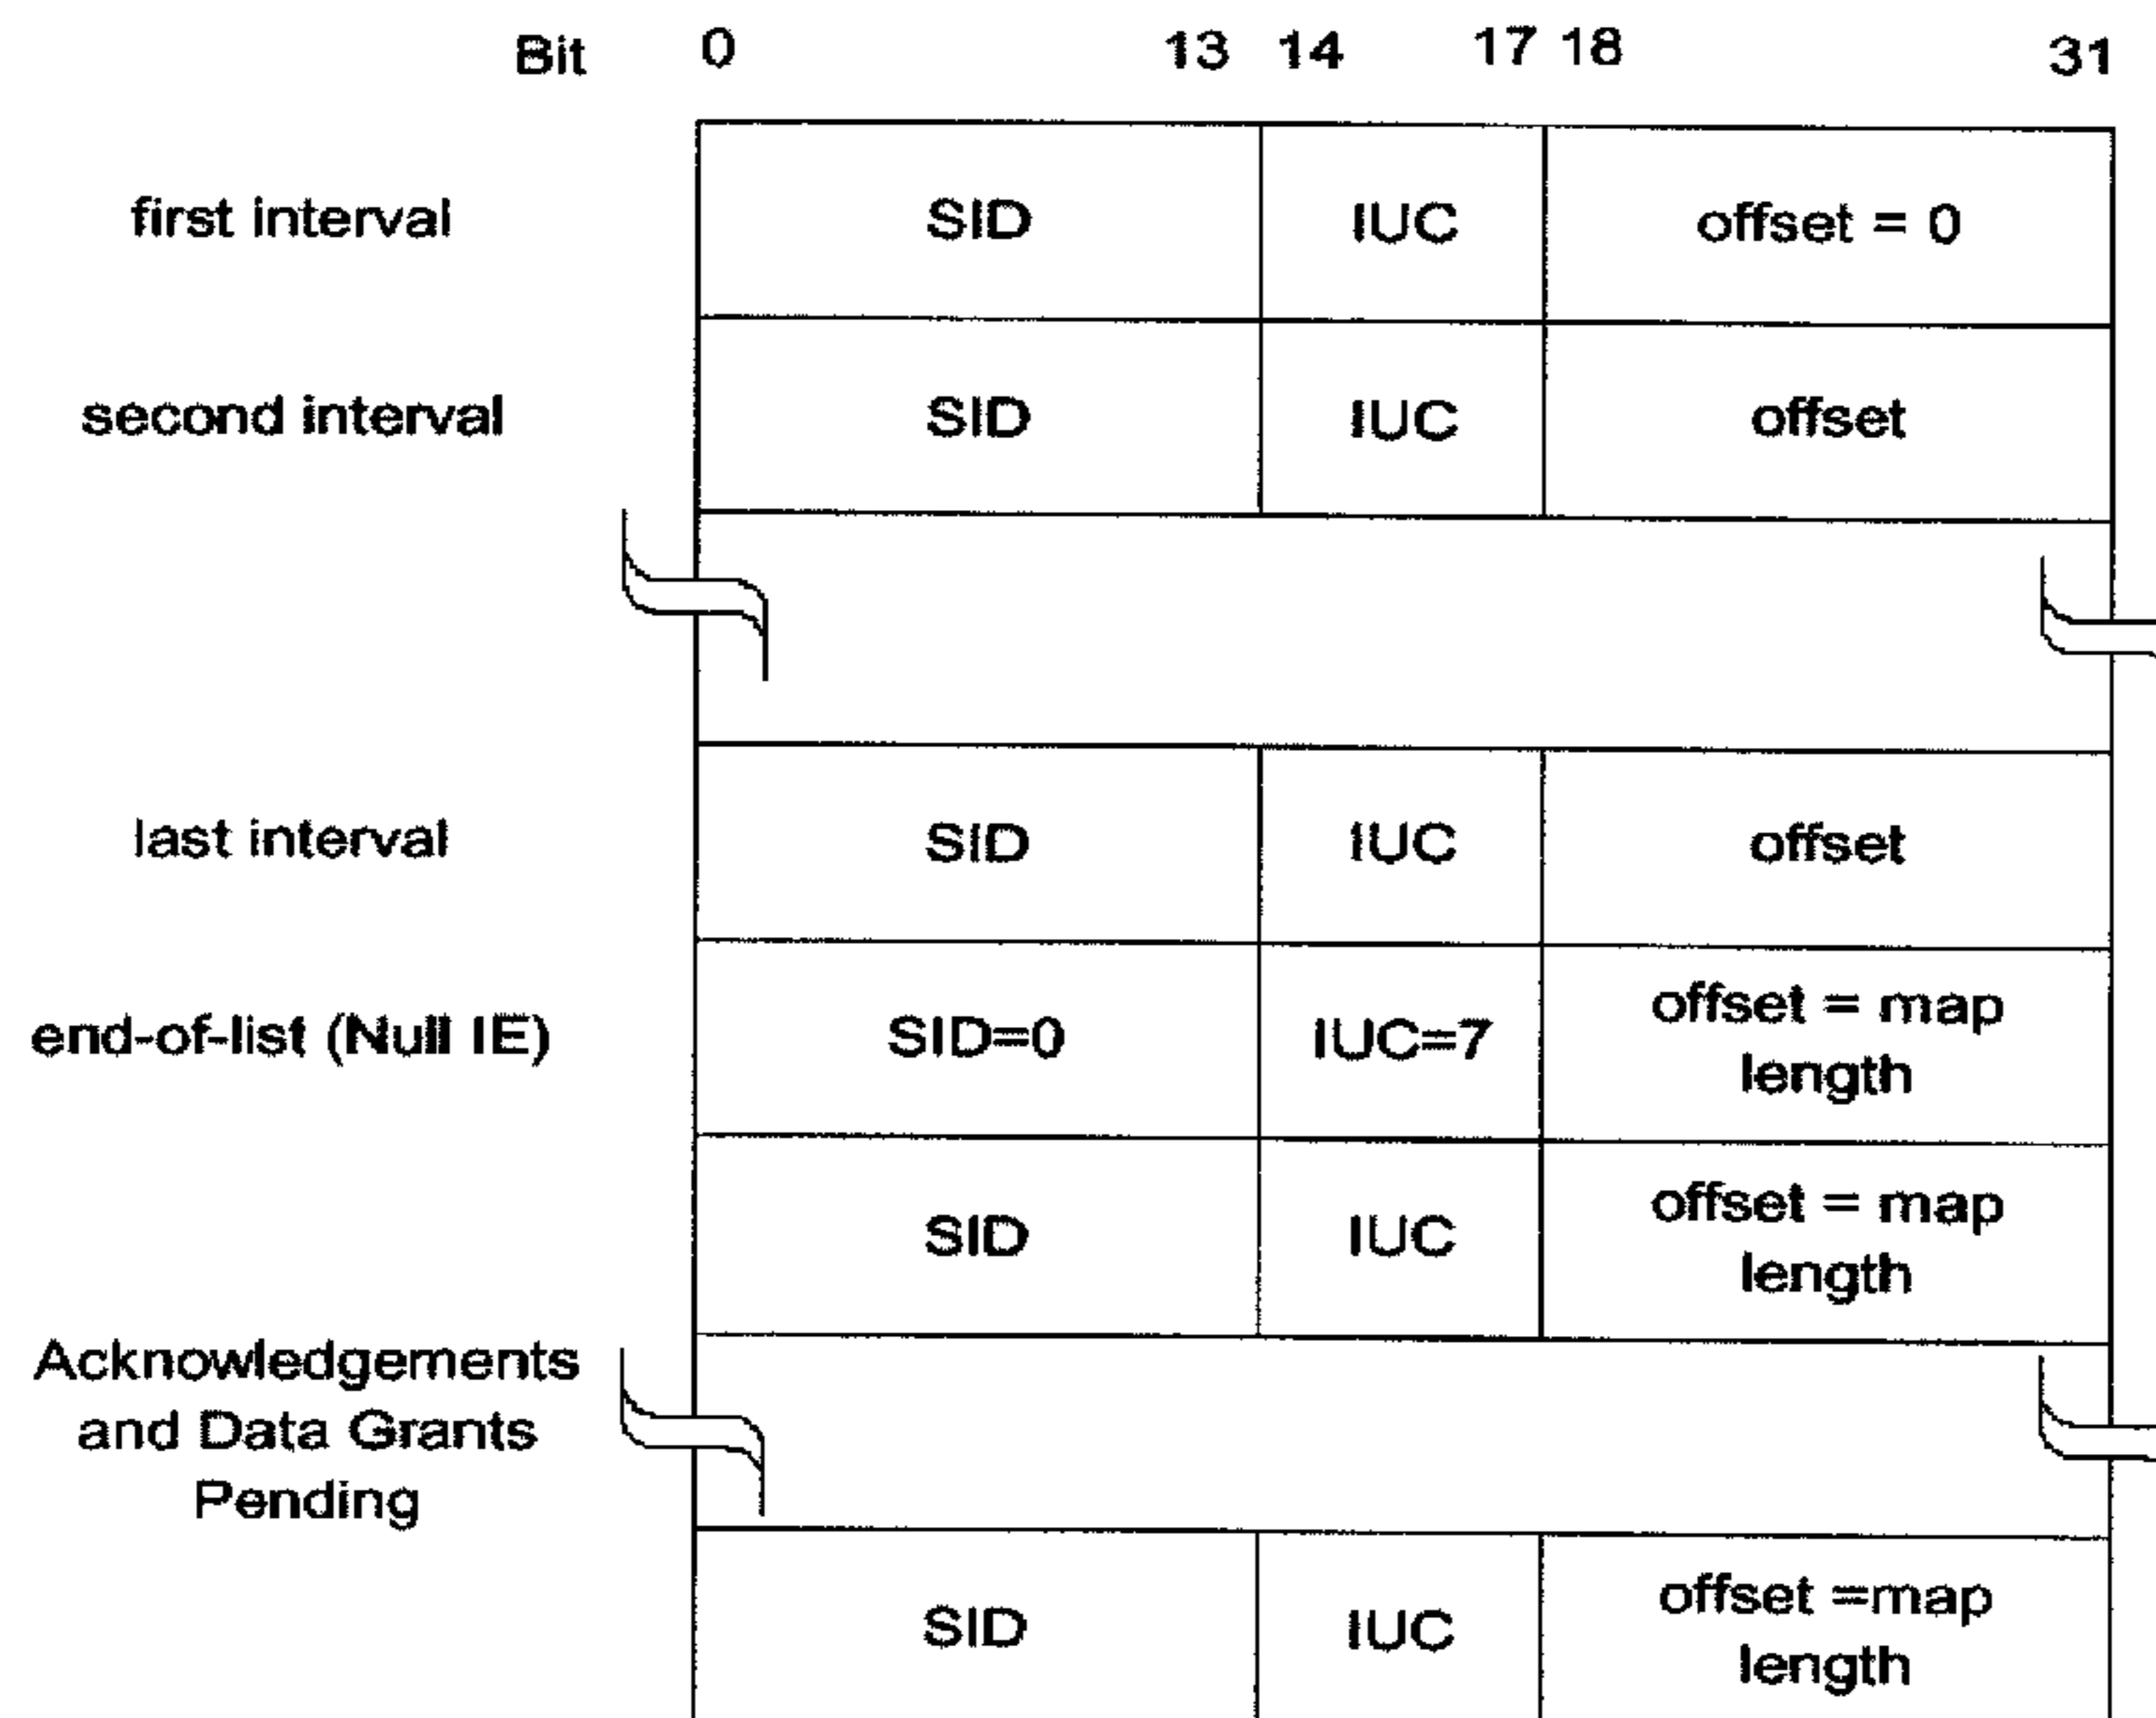 Bit 0 13 14 17 18 31
first interval SID IUC offset = 0
second interval SID IUC offset
last interval SID IUC offset
end-of-list (Null IE) SID=0 IUC=7 offset = map
length
SID IUC offset = map
length
Acknowledgements
and Data Grants
Pending
SID IUC offset =map
length